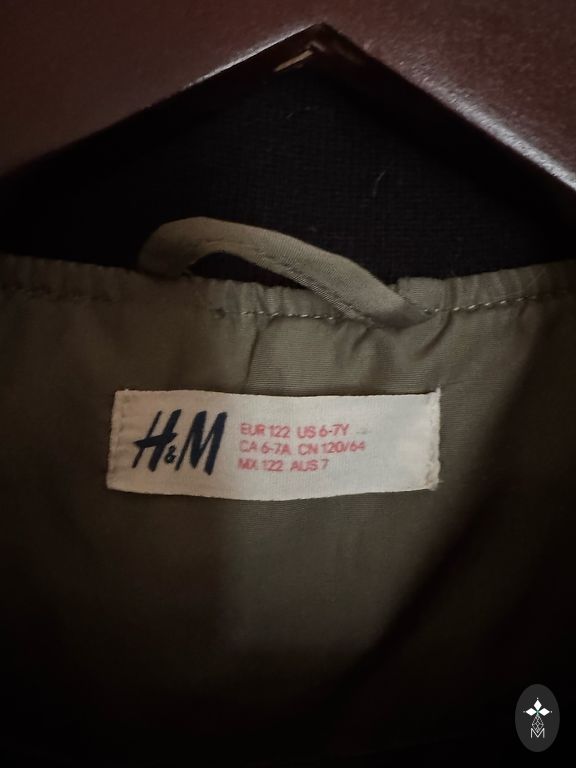 H&M
EUR 122 US 6-7Y
CA 6-7A CN 120/64
MX 122 AUS 7
M